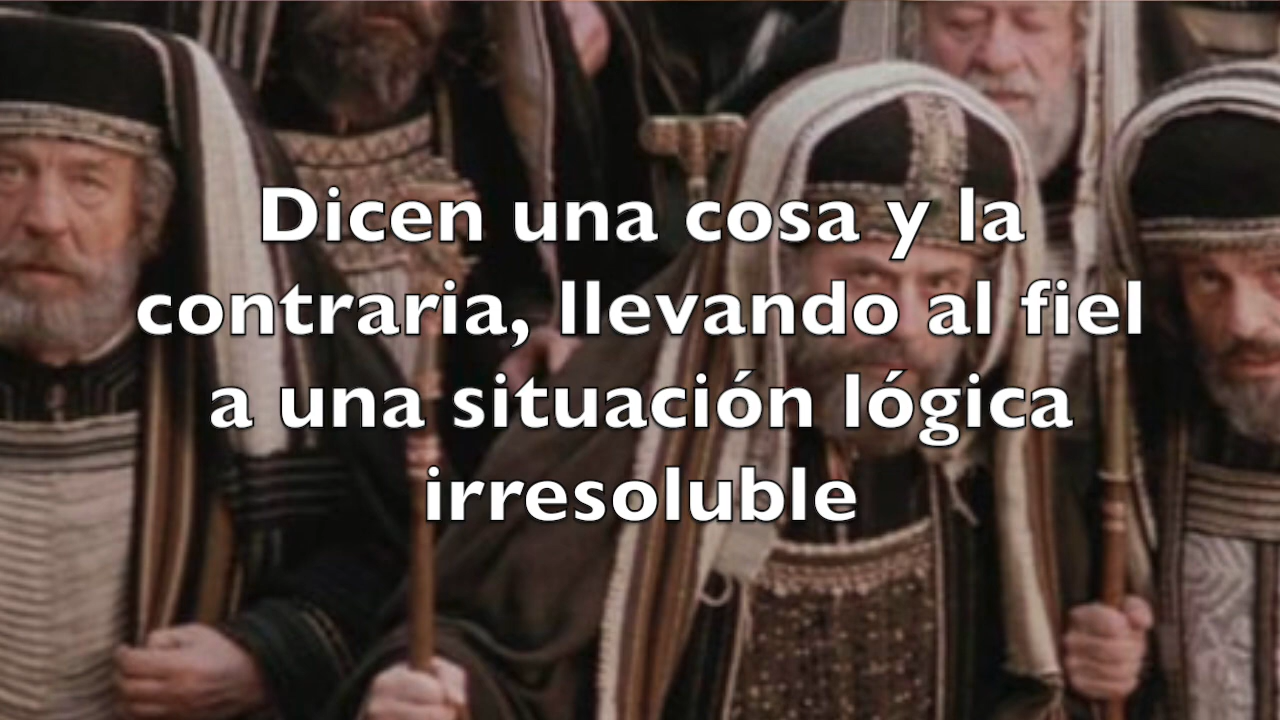 Dicen una cosa y la
contraria, llevando al fiel
a una situación lógica
irresoluble